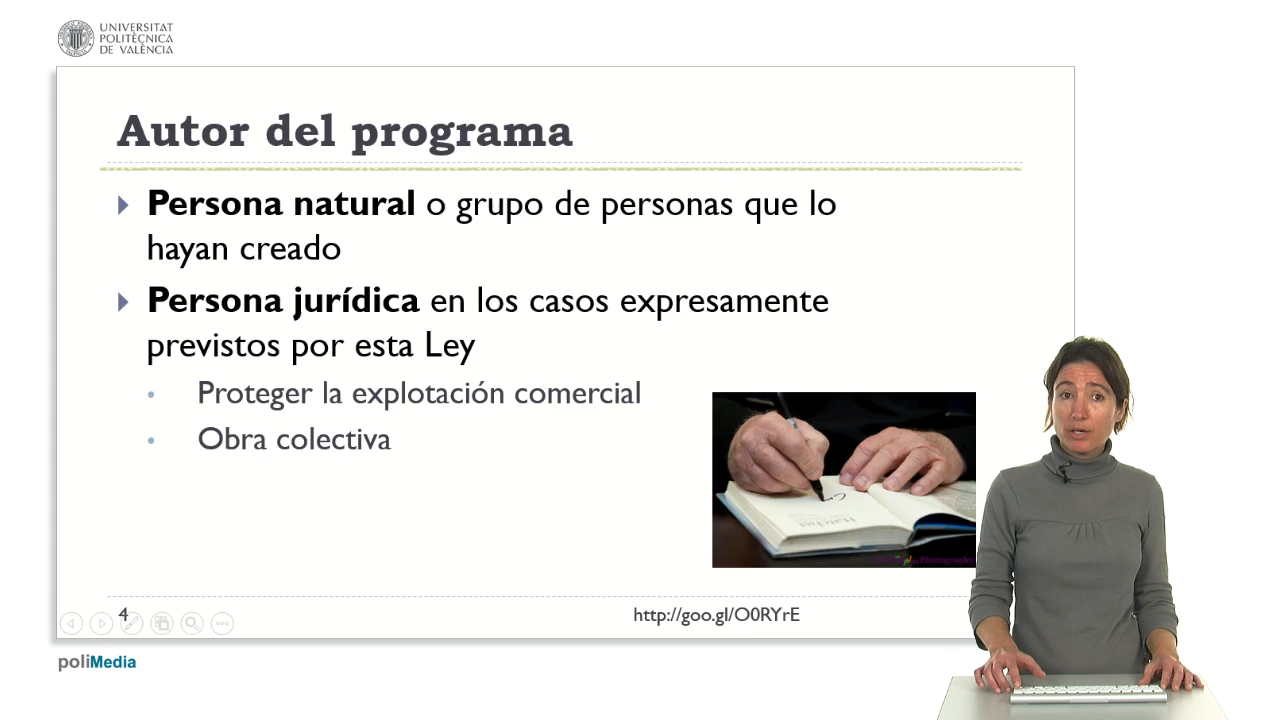 UNIVERSITAT
POLITÈCNICA
DE VALÈNCIA
Autor del programa
Persona natural o grupo de personas que lo
hayan creado
Persona jurídica en los casos expresamente
previstos por esta Ley
Proteger la explotación comercial
Obra colectiva
4
http://goo.gl/O0RYrE
poliMedia